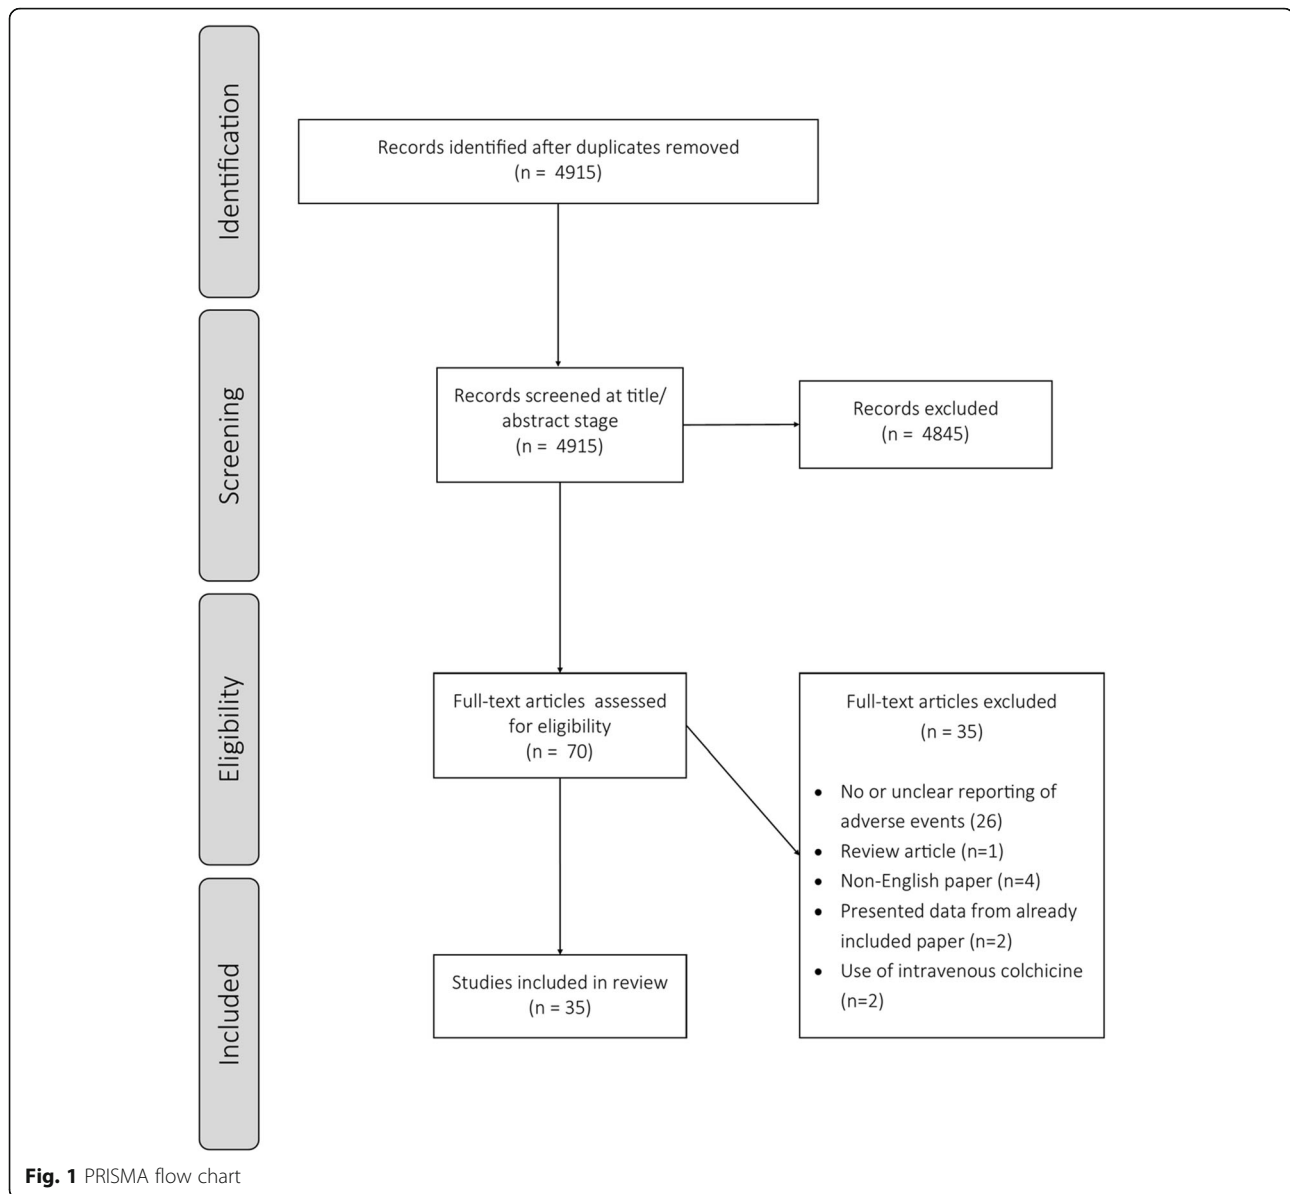 Identification
Records identified after duplicates removed
(n = 4915)
Screening
Records screened at title/
abstract stage
(n = 4915)
Records excluded
(n = 4845)
Eligibility
Full-text articles assessed
for eligibility
(n = 70)
Full-text articles excluded
(n = 35)
• No or unclear reporting of
adverse events (26)
• Review article (n=1)
• Non-English paper (n=4)
• Presented data from already
included paper (n=2)
• Use of intravenous colchicine
(n=2)
Included
Studies included in review
(n = 35)
Fig. 1 PRISMA flow chart